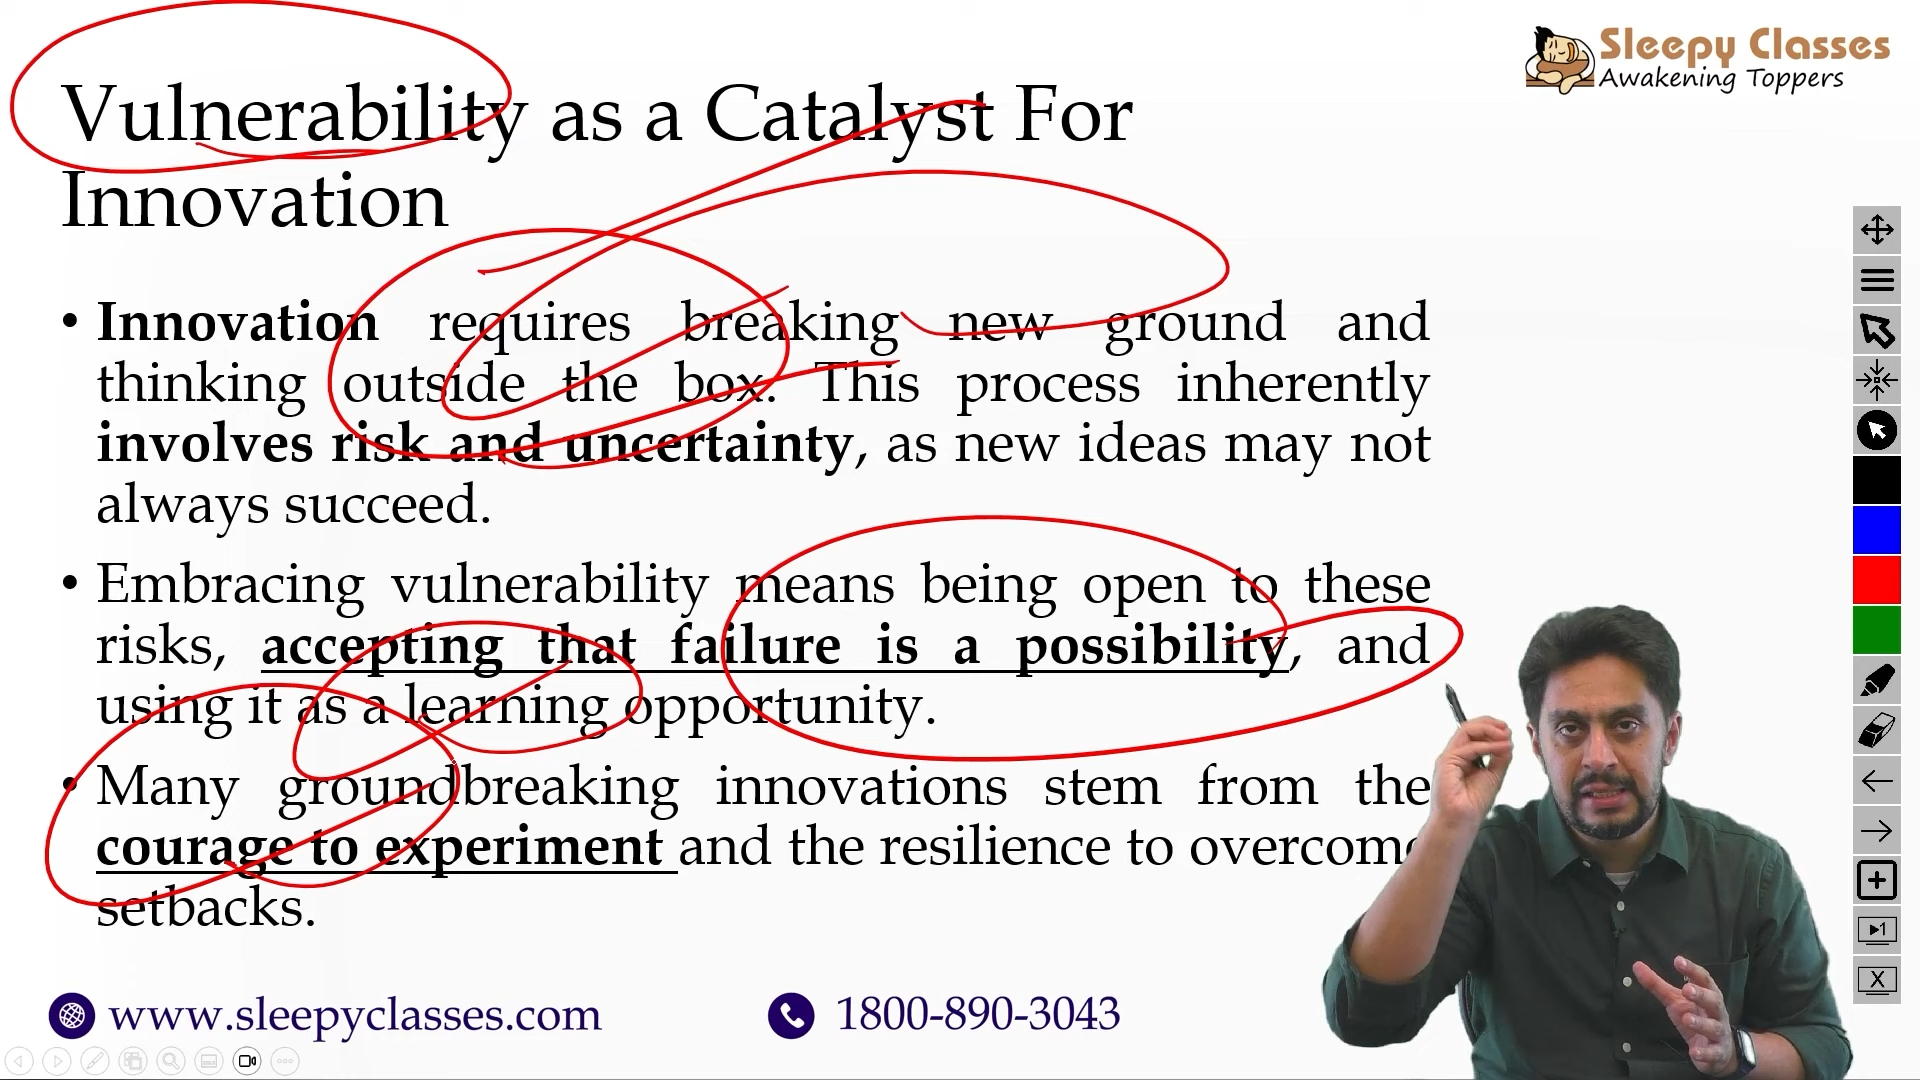 Sleepy Classes
Awakening Toppers
Vulnerability as a Catalyst For
Innovation
• Innovation requires breaking new ground and
thinking outside the box. This process inherently
involves risk and uncertainty, as new ideas may not
always succeed.
• Embracing vulnerability means being open to these
risks, accepting that failure is a possibility, and
using it as a learning opportunity.
• Many groundbreaking innovations stem from the
courage to experiment and the resilience to overcome
setbacks.
www.sleepyclasses.com 1800-890-3043